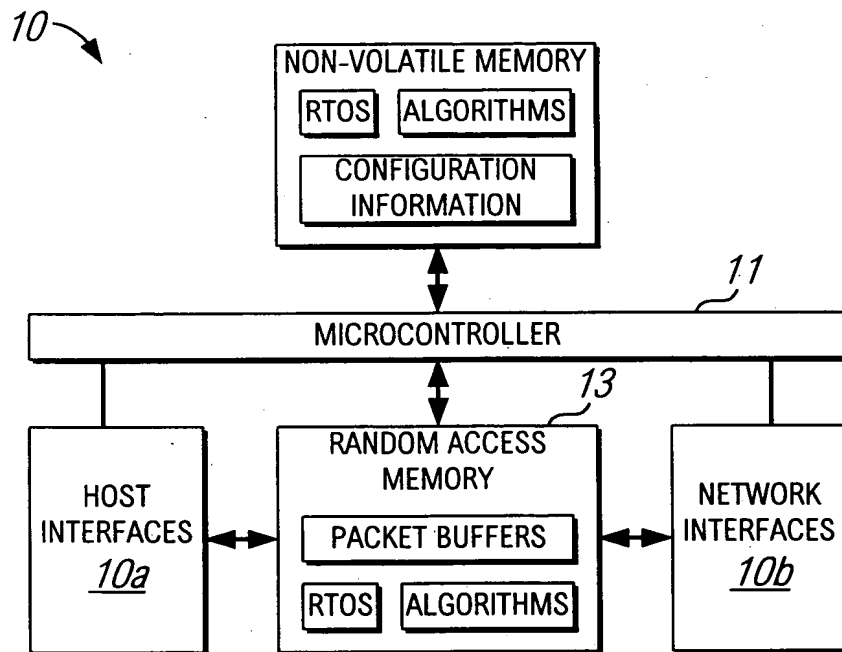 10
NON-VOLATILE MEMORY
RTOS
ALGORITHMS
CONFIGURATION
INFORMATION
11
MICROCONTROLLER
13
HOST
INTERFACES
10a
RANDOM ACCESS
MEMORY
PACKET BUFFERS
RTOS
ALGORITHMS
NETWORK
INTERFACES
10b